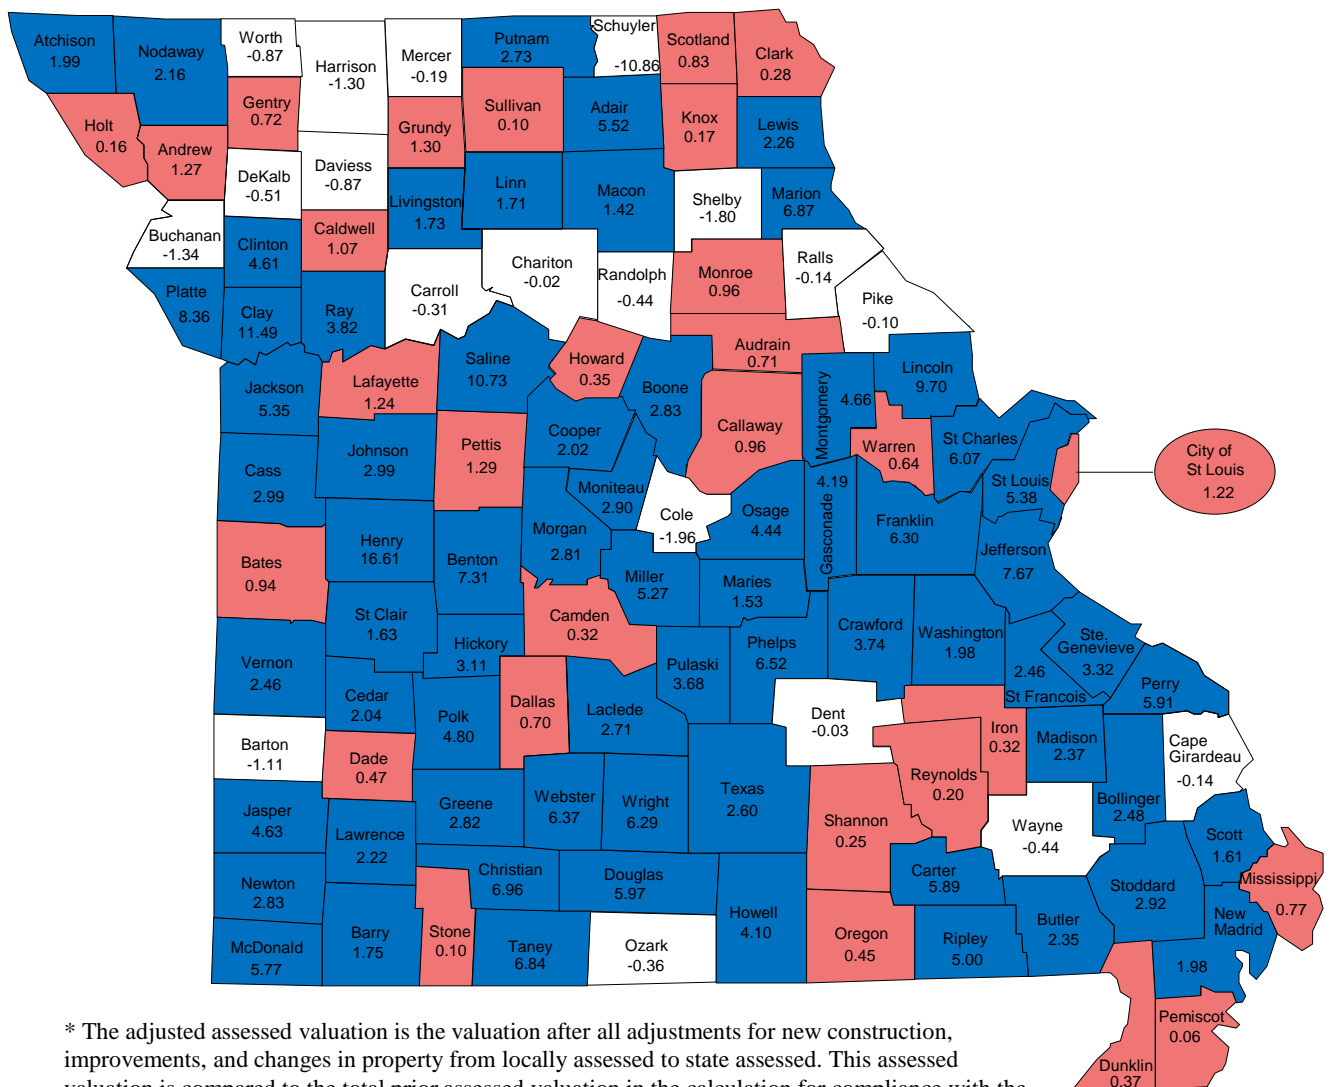 Atchison
1.99
Nodaway
2.16
Worth
-0.87
Harrison
-1.30
Mercer
-0.19
Putnam
2.73
Schuyler
-10.86
Scotland
0.83
Clark
0.28
Holt
0.16
Andrew
1.27
Gentry
0.72
Grundy
1.30
Sullivan
0.10
Adair
5.52
Knox
0.17
Lewis
2.26
DeKalb
-0.51
Daviess
-0.87
Livingston
1.73
Linn
1.71
Macon
1.42
Shelby
-1.80
Marion
6.87
Buchanan
-1.34
Clinton
4.61
Caldwell
1.07
Carroll
-0.31
Chariton
-0.02
Randolph
-0.44
Monroe
0.96
Ralls
-0.14
Pike
-0.10
Platte
8.36
Clay
11.49
Ray
3.82
Saline
10.73
Howard
0.35
Boone
2.83
Audrain
0.71
Lincoln
9.70
Jackson
5.35
Lafayette
1.24
Pettis
1.29
Cooper
2.02
Callaway
0.96
Montgomery
4.66
Warren
0.64
St Charles
6.07
St Louis
5.38
City of
St Louis
1.22
Cass
2.99
Johnson
2.99
Moniteau
2.90
Cole
-1.96
Osage
4.44
Gasconade
4.19
Franklin
6.30
Jefferson
7.67
Bates
0.94
Henry
16.61
Benton
7.31
Morgan
2.81
Miller
5.27
Maries
1.53
Camden
0.32
St Clair
1.63
Hickory
3.11
Pulaski
3.68
Phelps
6.52
Crawford
3.74
Washington
1.98
2.46
St Francois
Ste.
Genevieve
3.32
Perry
5.91
Vernon
2.46
Cedar
2.04
Polk
4.80
Dallas
0.70
Laclede
2.71
Dent
-0.03
Iron
0.32
Madison
2.37
Cape
Girardeau
-0.14
Barton
-1.11
Dade
0.47
Greene
2.82
Webster
6.37
Wright
6.29
Texas
2.60
Shannon
0.25
Reynolds
0.20
Wayne
-0.44
Bollinger
2.48
Scott
1.61
Jasper
4.63
Lawrence
2.22
Christian
6.96
Douglas
5.97
Howell
4.10
Carter
5.89
Stoddard
2.92
Mississippi
0.77
Newton
2.83
Barry
1.75
Stone
0.10
Taney
6.84
Ozark
-0.36
Oregon
0.45
Ripley
5.00
Butler
2.35
New
Madrid
1.98
McDonald
5.77
Pemiscot
0.06
Dunklin
0.37
* The adjusted assessed valuation is the valuation after all adjustments for new construction,
improvements, and changes in property from locally assessed to state assessed. This assessed
valuation is compared to the total prior assessed valuation in the calculation for compliance with the